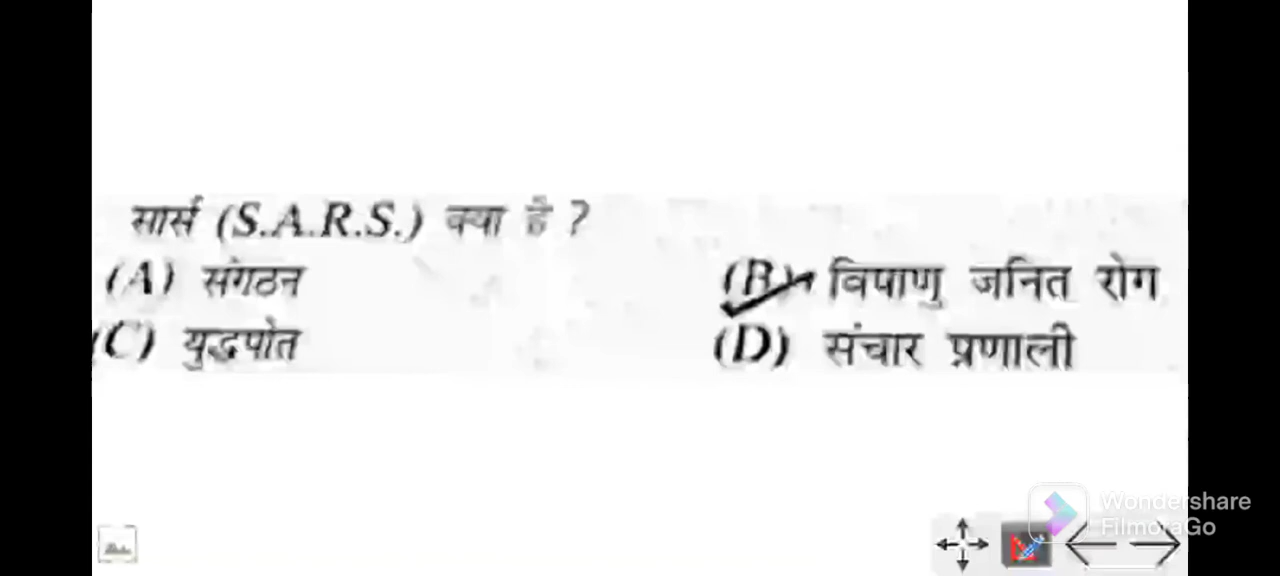 सार्स (S.A.R.S.) क्या है ?
(A) संगठन (B) विषाणु जनित रोग
(C) युद्धपोत (D) संचार प्रणाली
Wondershare
FilmoraGo